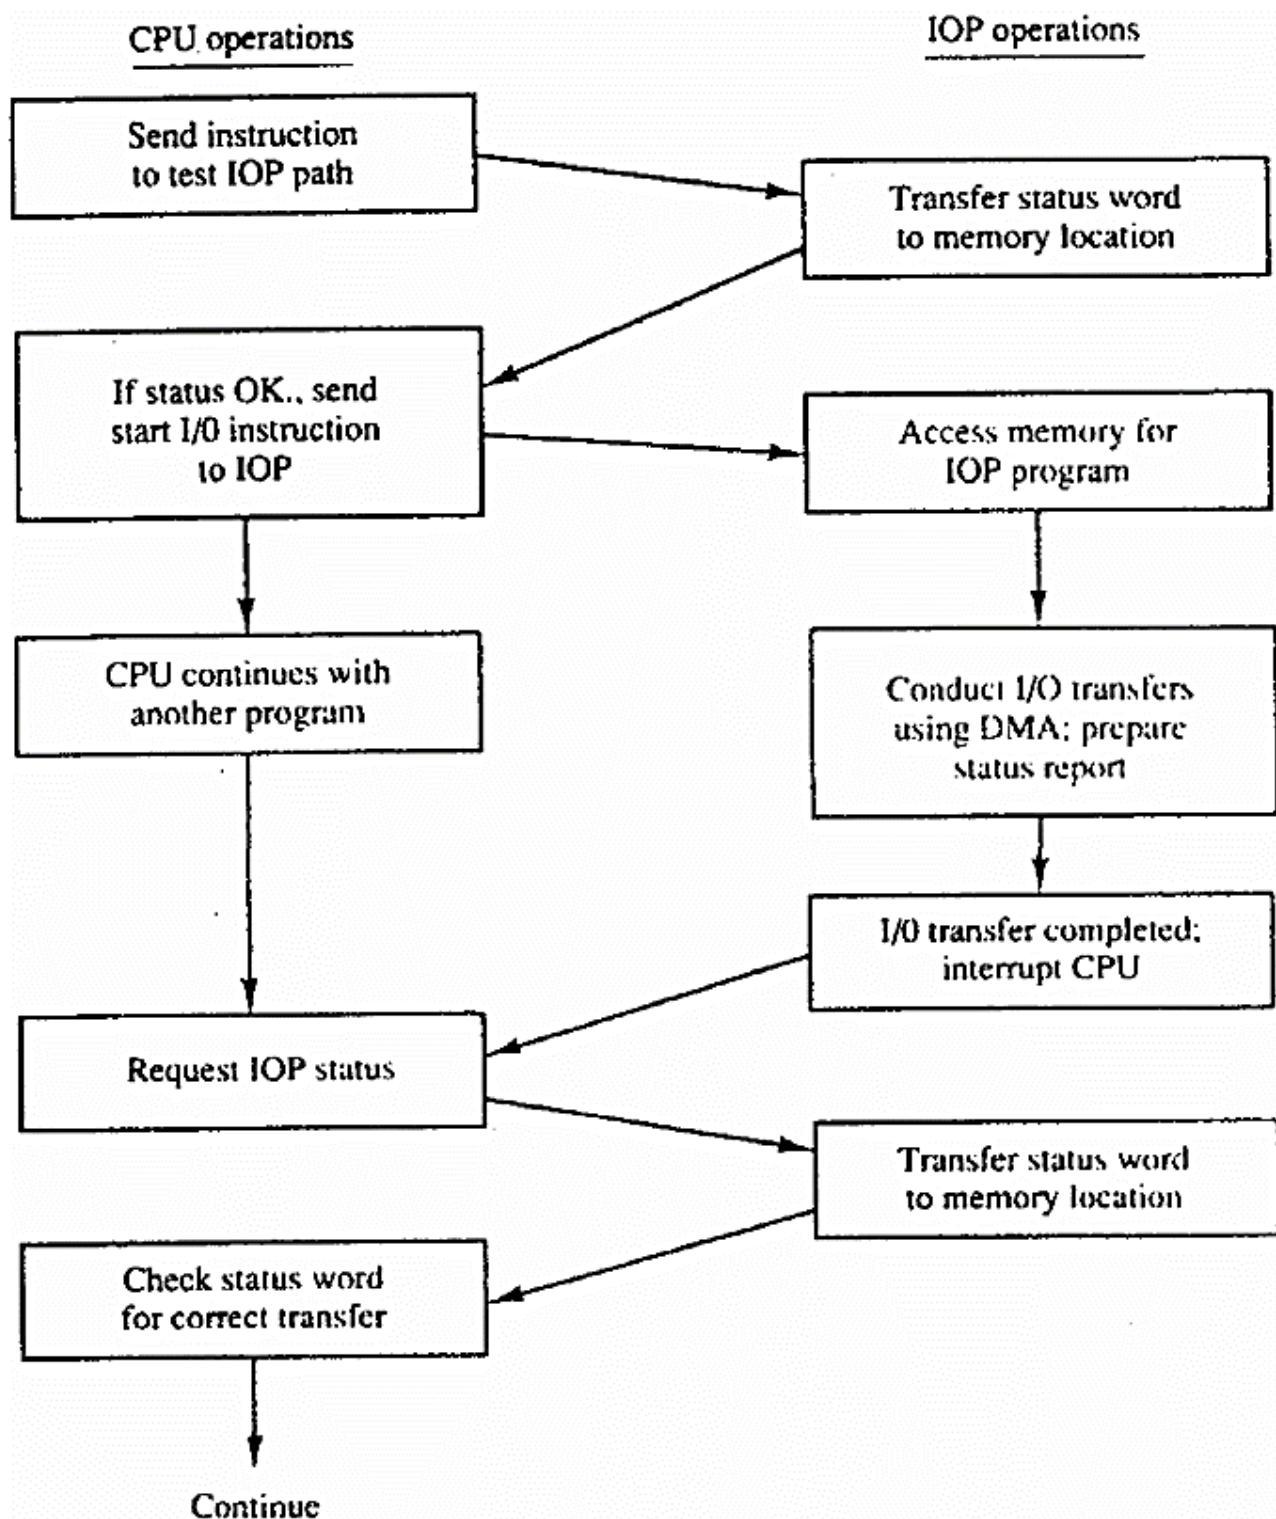 CPU operations
IOP operations
Send instruction
to test IOP path
Transfer status word
to memory location
If status OK., send
start I/0 instruction
to IOP
Access memory for
IOP program
CPU continues with
another program
Conduct I/O transfers
using DMA; prepare
status report
I/0 transfer completed;
interrupt CPU
Request IOP status
Transfer status word
to memory location
Check status word
for correct transfer
Continue